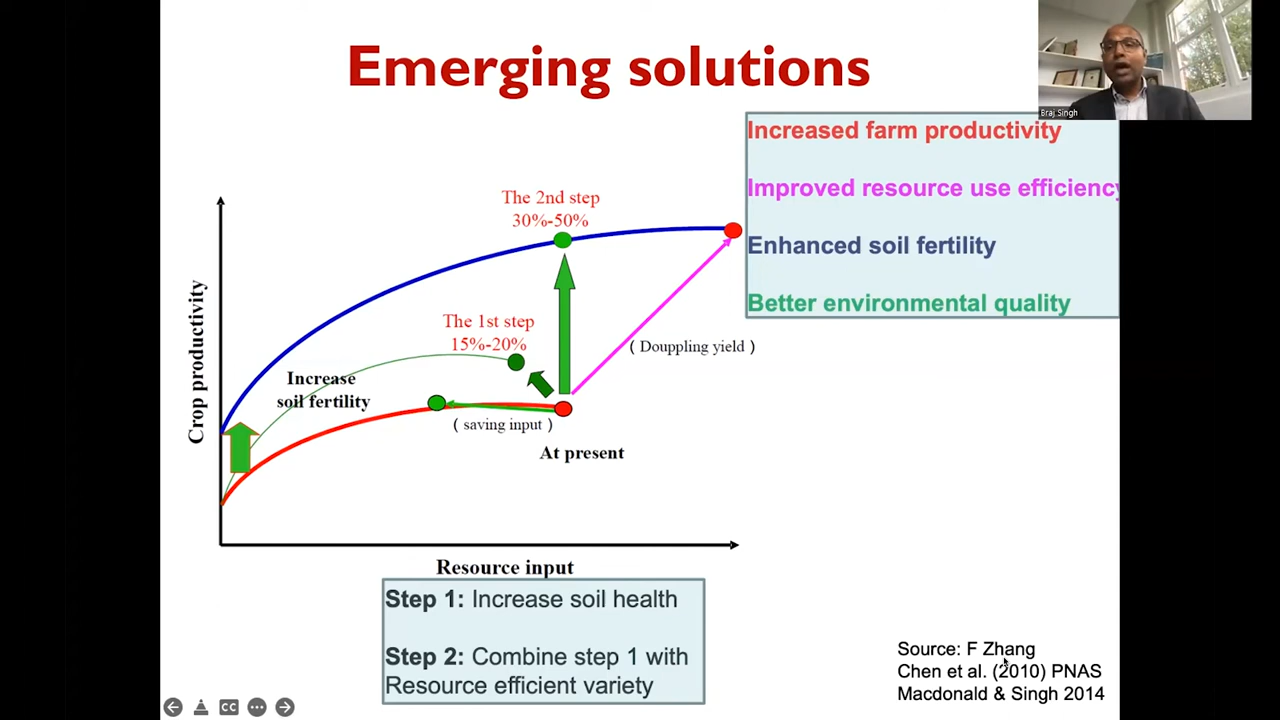 Emerging solutions
Braj Singh
Increased farm productivity
Improved resource use efficiency
Enhanced soil fertility
Better environmental quality
The 2nd step
30%-50%
The 1st step
15%-20%
( Douppling yield )
Increase
soil fertility
( saving input )
At present
Crop productivity
Resource input
Step 1: Increase soil health
Step 2: Combine step 1 with
Resource efficient variety
Source: F Zhang
Chen et al. (2010) PNAS
Macdonald & Singh 2014
CC